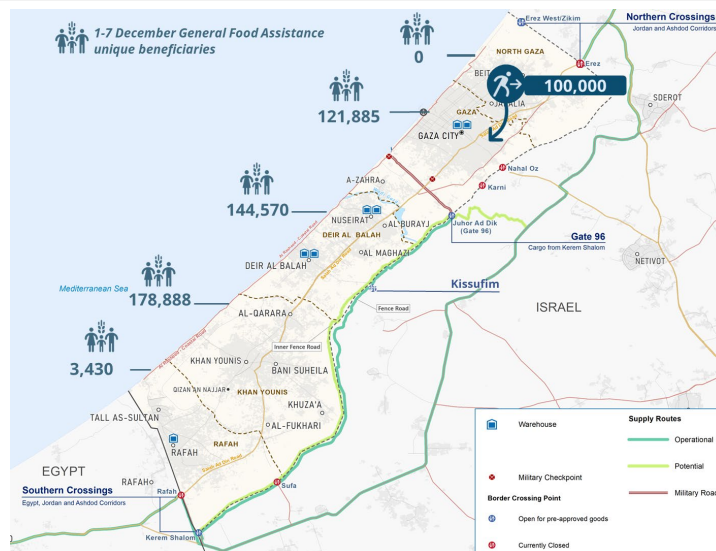 1-7 December General Food Assistance
unique beneficiaries
0
Erez West/Zikim
Northern Crossings
Jordan and Ashdod Corridors
NORTH GAZA
Erez
BEIT
100,000
JABALIA
SDEROT
121,885
GAZA
GAZA CITY
Nahal Oz
A-ZAHRA
Karni
144,570
NUSEIRAT
AL BURAYJ
Juhor Ad Dik
(Gate 96)
DEIR AL BALAH
Gate 96
Cargo from Kerem Shalom
AL MAGHAZI
NETIVOT
DEIR AL BALAH
Mediterranean Sea
178,888
Kissufim
AL-QARARA
Fence Road
ISRAEL
3,430
Inner Fence Road
KHAN YOUNIS
BANI SUHEILA
QIZAN AN NAJJAR
KHAN YOUNIS
KHUZA'A
TALL AS-SULTAN
AL-FUKHARI
RAFAH
RAFAH
EGYPT
RAFAH
Southern Crossings
Egypt, Jordan and Ashdod Corridors
Rafah
Sufa
Kerem Shalom
Warehouse
Military Checkpoint
Border Crossing Point
Open for pre-approved goods
Currently Closed
Supply Routes
Operational
Potential
Military Road